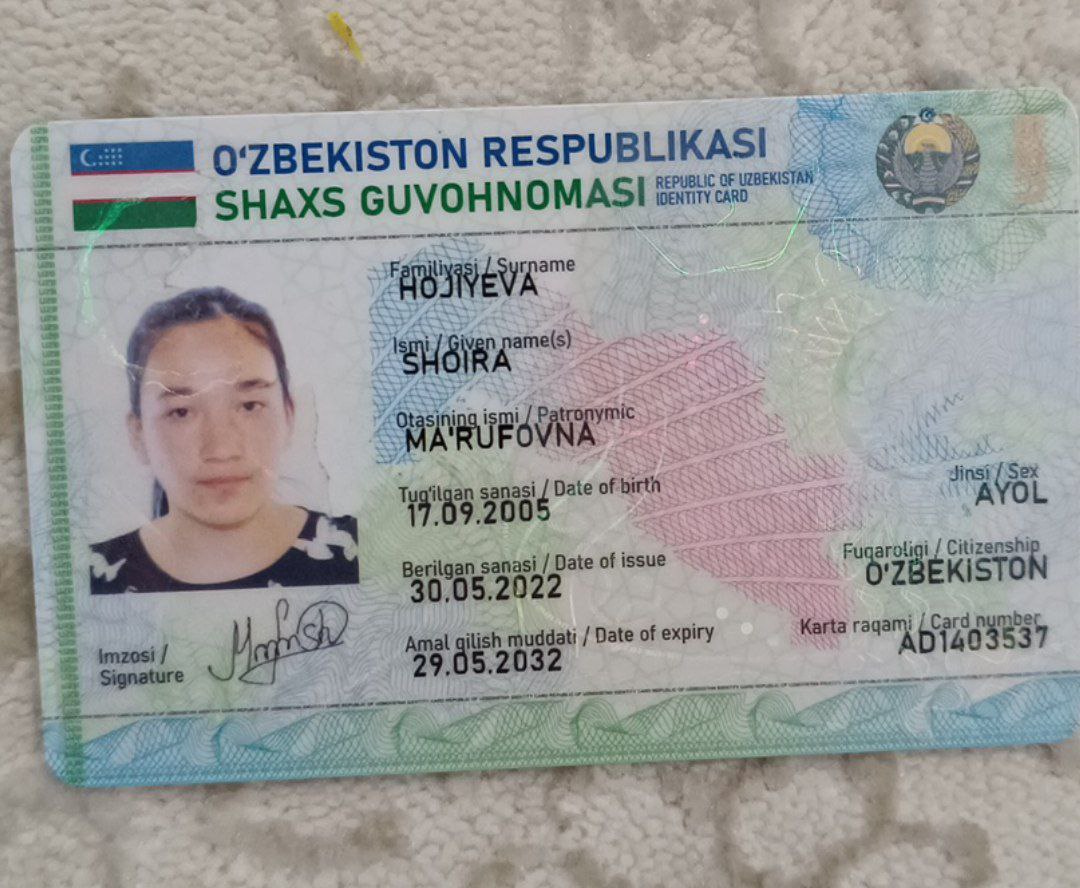 O‘ZBEKISTON RESPUBLIKASI
SHAXS GUVOHNOMASI
REPUBLIC OF UZBEKISTAN
IDENTITY CARD
Familiyasi / Surname
HOJIYEVA
Ismi / Given name(s)
SHOIRA
Otasining ismi / Patronymic
MA'RUFOVNA
Tug‘ilgan sanasi / Date of birth
17.09.2005
Jinsi / Sex
AYOL
Berilgan sanasi / Date of issue
30.05.2022
Fuqaroligi / Citizenship
O‘ZBEKISTON
Amal qilish muddati / Date of expiry
29.05.2032
Karta raqami / Card number
AD1403537
Imzosi /
Signature